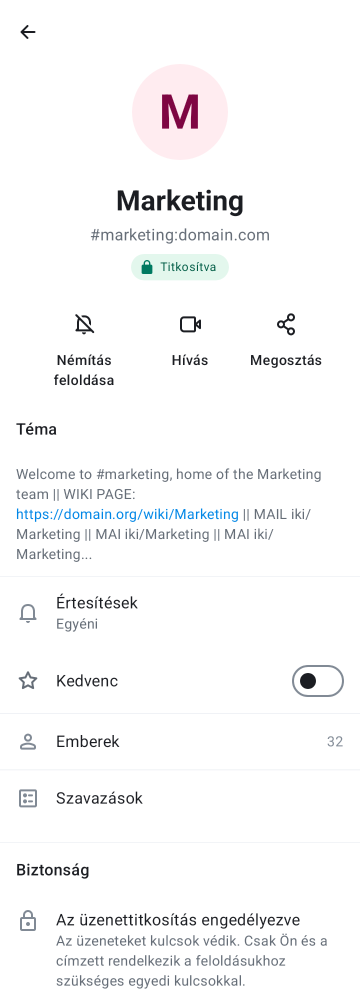 M
Marketing
#marketing:domain.com
Titkosítva
Némítás
feloldása
Hívás
Megosztás
Téma
Welcome to #marketing, home of the Marketing
team || WIKI PAGE:
https://domain.org/wiki/Marketing || MAIL iki/
Marketing || MAI iki/Marketing || MAI iki/
Marketing...
Értesítések
Egyéni
Kedvenc
Emberek
32
Szavazások
Biztonság
Az üzenettitkosítás engedélyezve
Az üzeneteket kulcsok védik. Csak Ön és a
címzett rendelkezik a feloldásukhoz
szükséges egyedi kulcsokkal.